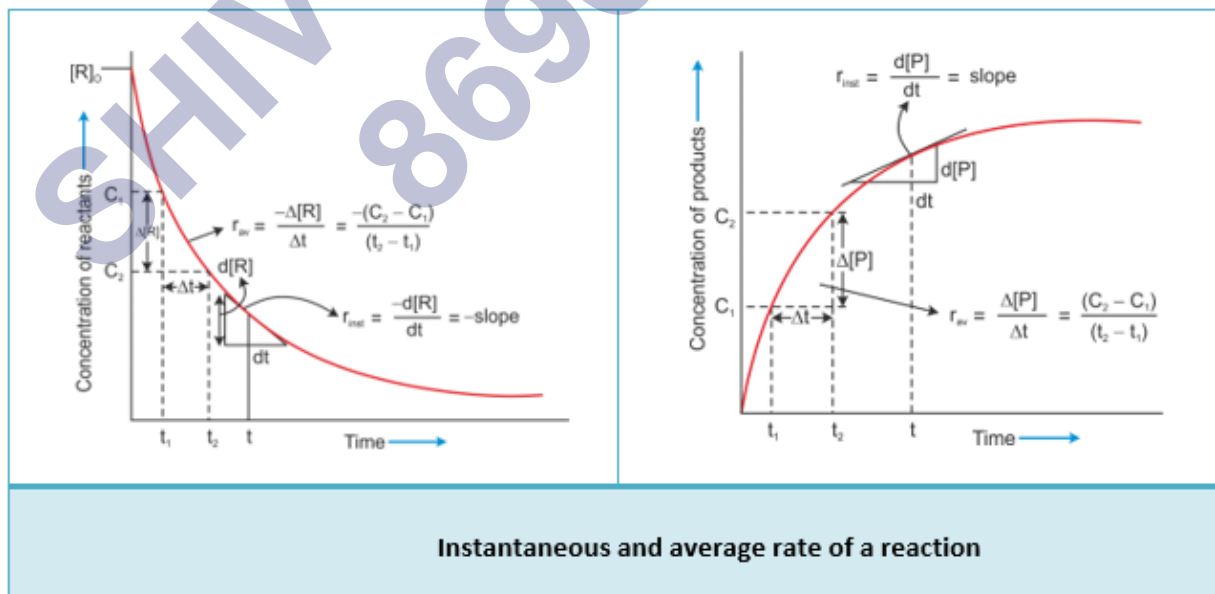 SHIV
869
[R]₀
Concentration of reactants
C₁
Δ[R]
C₂
Δt
r_av = -Δ[R]/Δt = -(C₂ – C₁)/(t₂ – t₁)
d[R]
r_inst = -d[R]/dt = –slope
dt
t₁ t₂ t Time
r_inst = d[P]/dt = slope
Concentration of products
d[P]
dt
C₂
Δ[P]
C₁
Δt
r_av = Δ[P]/Δt = (C₂ – C₁)/(t₂ – t₁)
t₁ t₂ t
Time
Instantaneous and average rate of a reaction